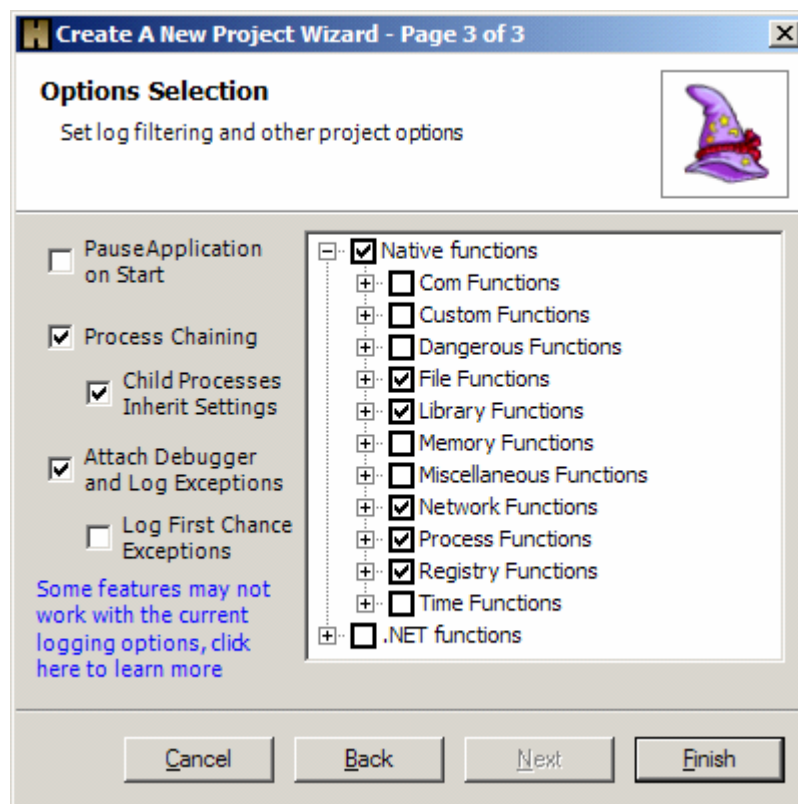 Create A New Project Wizard - Page 3 of 3
Options Selection
Set log filtering and other project options
Pause Application
on Start
Process Chaining
Child Processes
Inherit Settings
Attach Debugger
and Log Exceptions
Log First Chance
Exceptions
Some features may not
work with the current
logging options, click
here to learn more
Native functions
Com Functions
Custom Functions
Dangerous Functions
File Functions
Library Functions
Memory Functions
Miscellaneous Functions
Network Functions
Process Functions
Registry Functions
Time Functions
.NET functions
Cancel
Back
Next
Finish